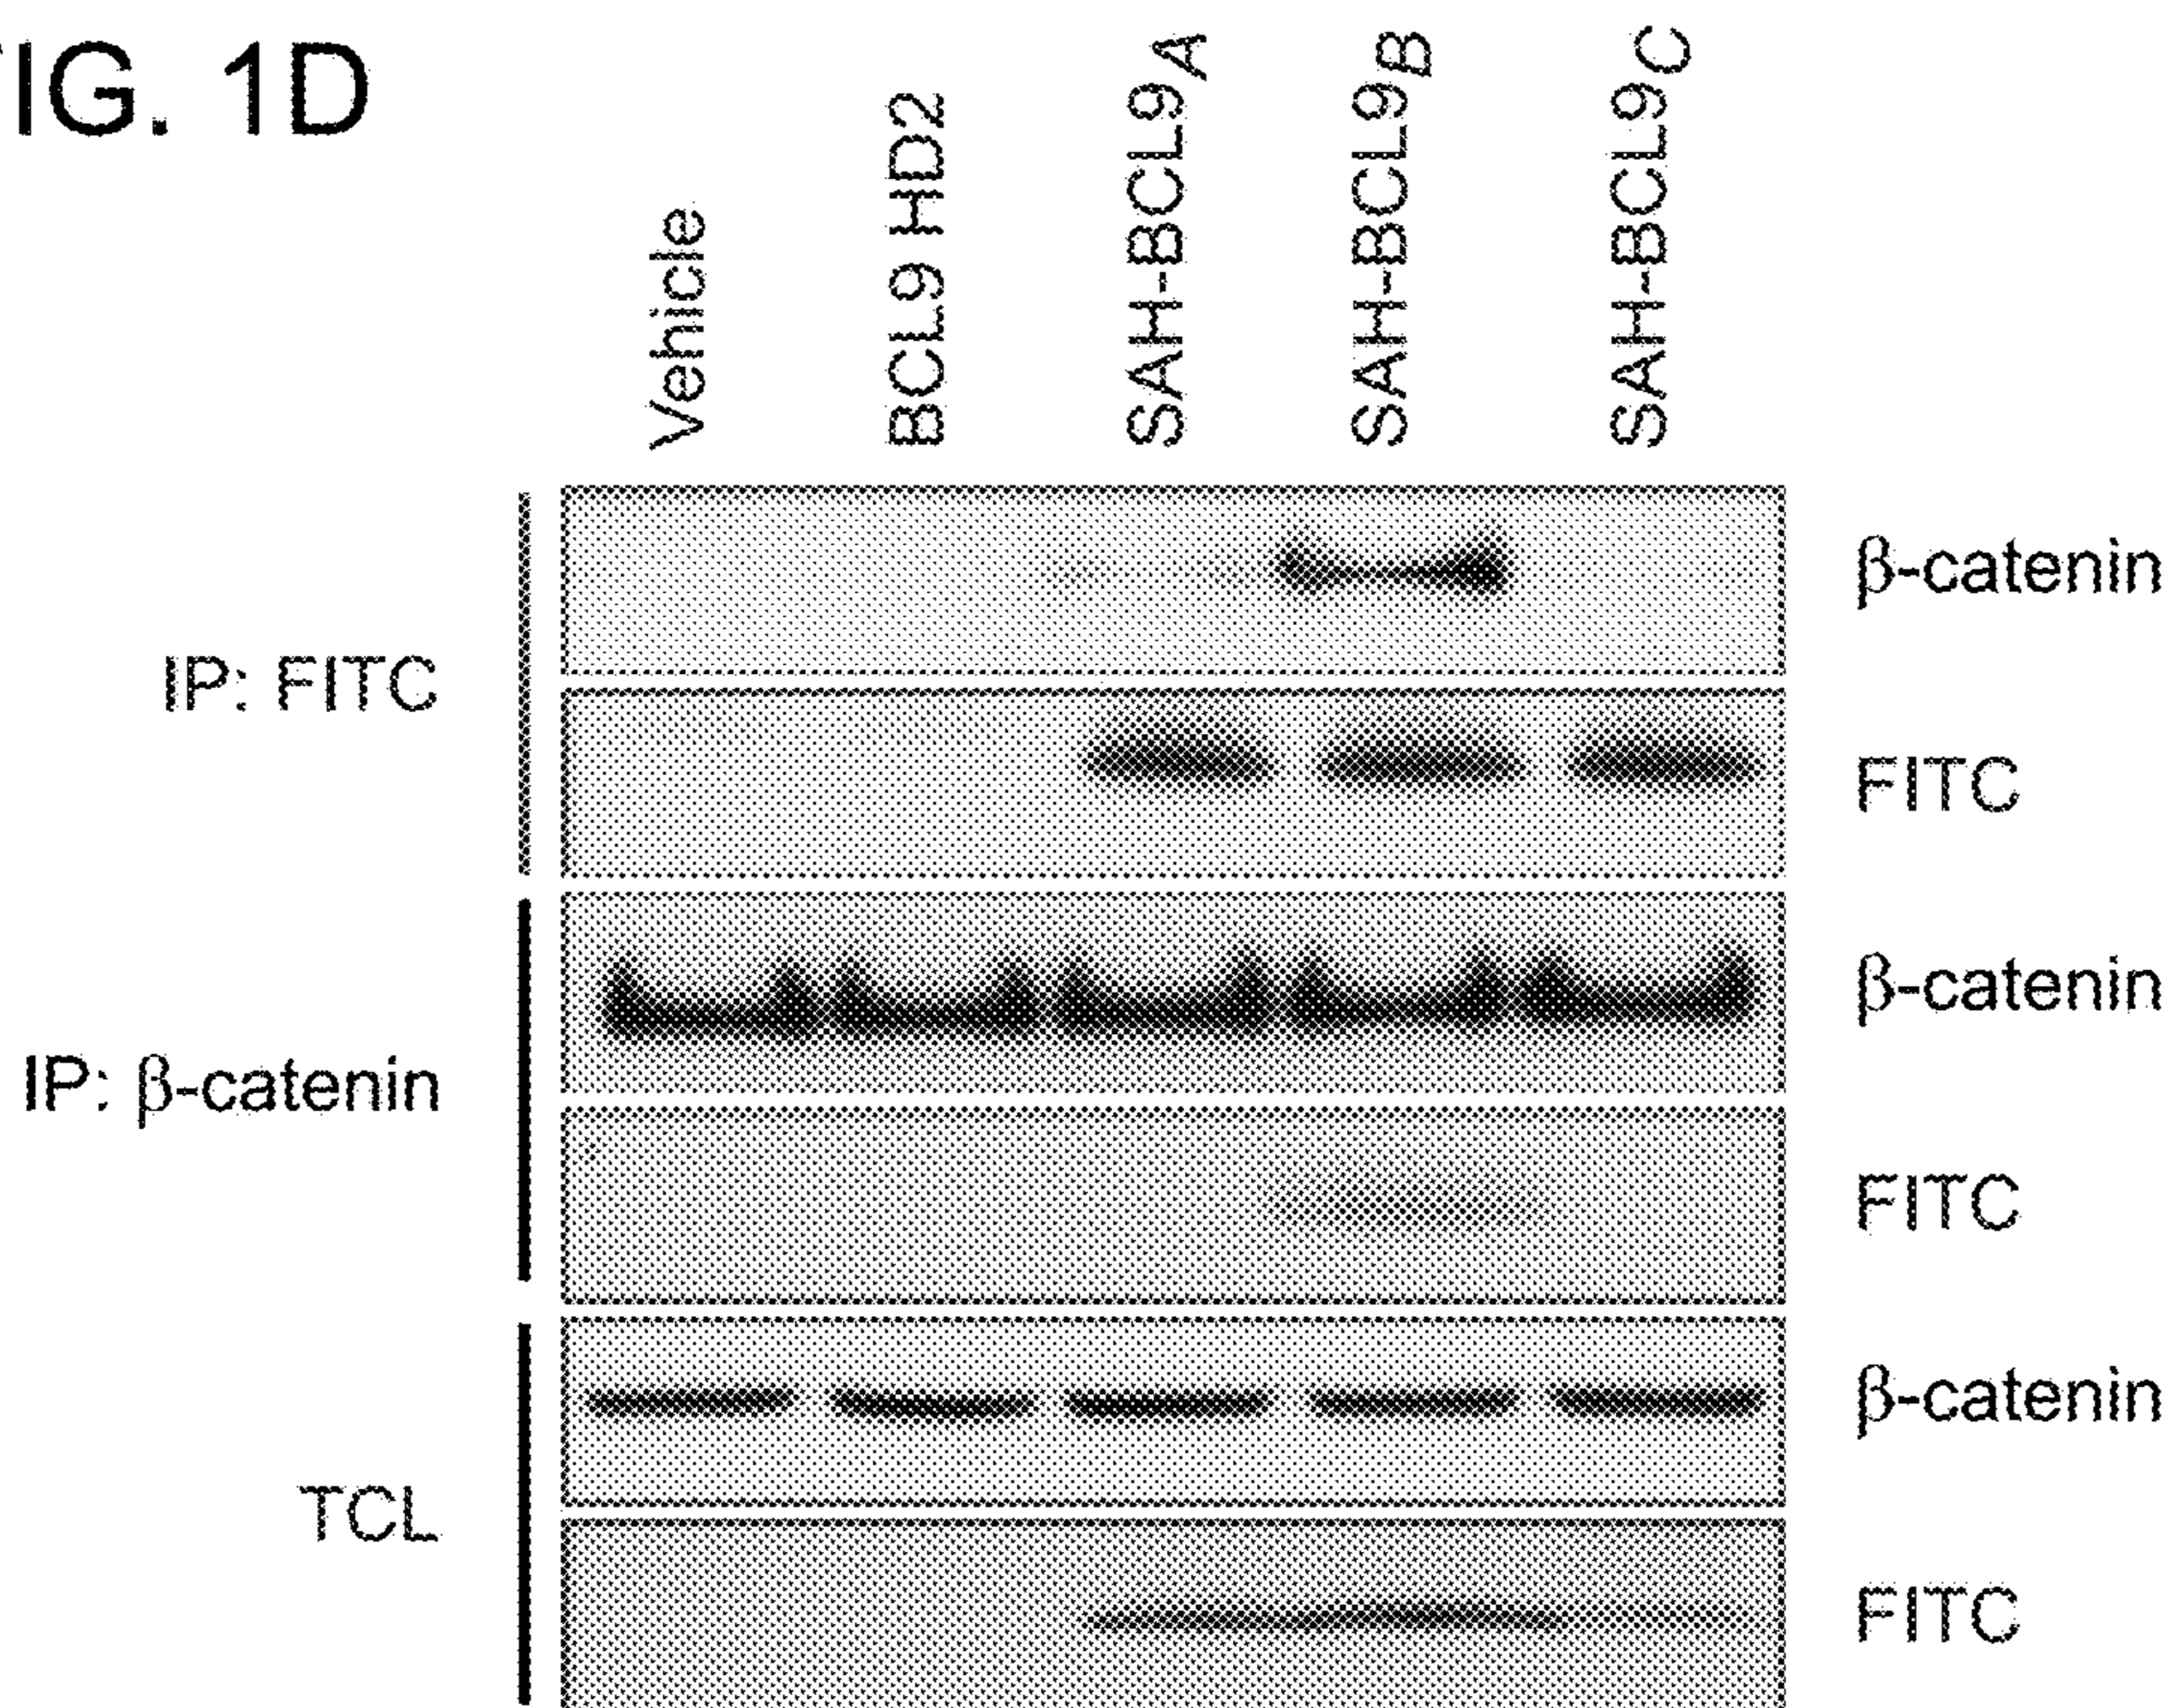 IG. 1D
Vehicle
BCL9 HD2
SAH-BCL9A
SAH-BCL9B
SAH-BCL9C
IP: FITC
β-catenin
FITC
IP: β-catenin
β-catenin
FITC
TCL
β-catenin
FITC